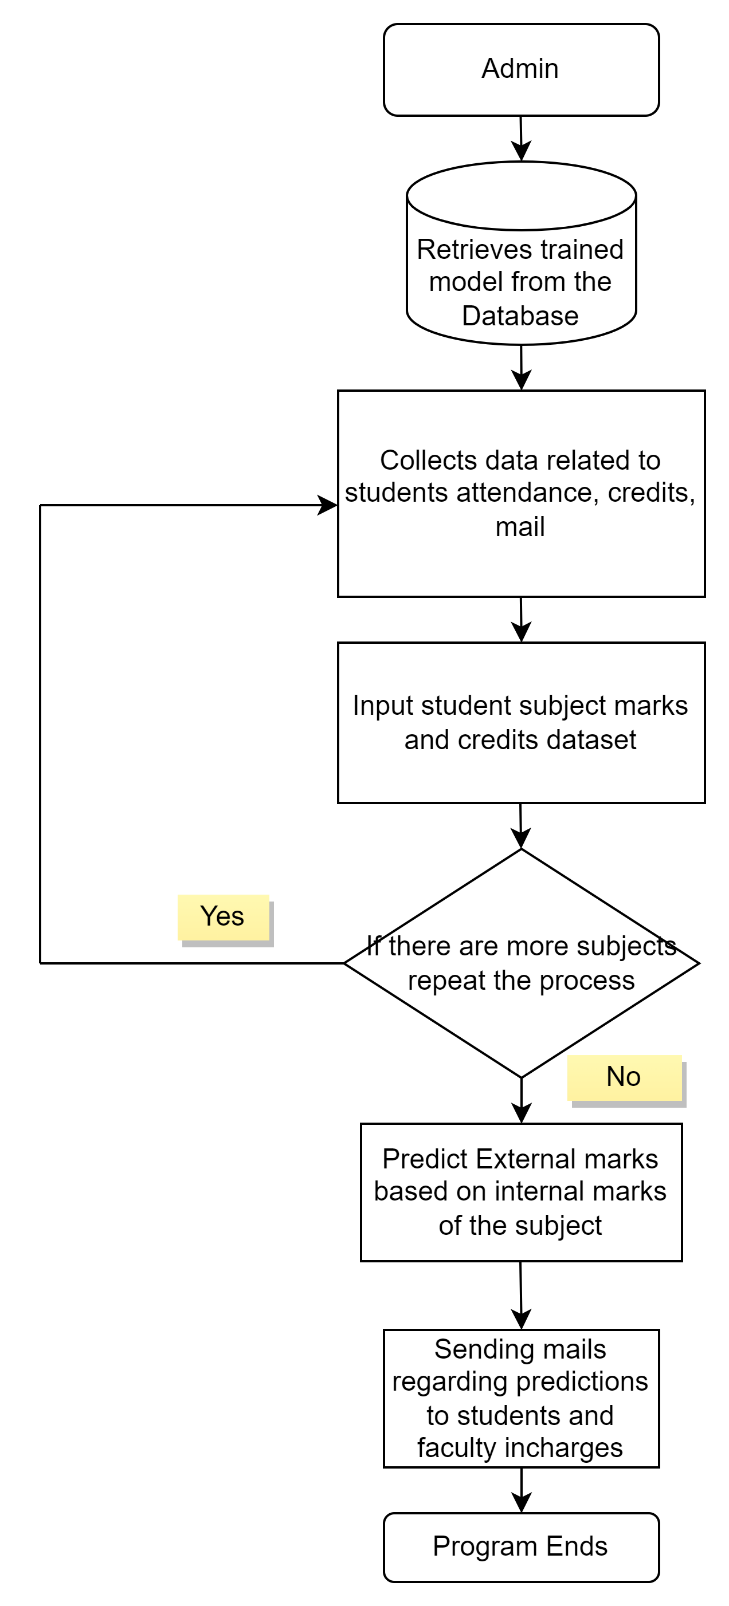 Admin
Retrieves trained
model from the
Database
Collects data related to
students attendance, credits,
mail
Input student subject marks
and credits dataset
Yes
If there are more subjects
repeat the process
No
Predict External marks
based on internal marks
of the subject
Sending mails
regarding predictions
to students and
faculty incharges
Program Ends